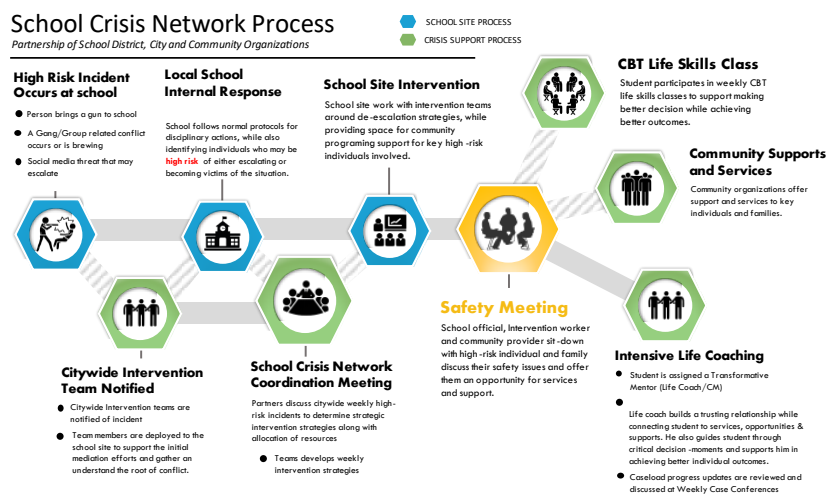 School Crisis Network Process
Partnership of School District, City and Community Organizations
SCHOOL SITE PROCESS
CRISIS SUPPORT PROCESS
High Risk Incident
Occurs at school
● Person brings a gun to school
● A Gang/Group related conflict
occurs or is brewing
● Social media threat that may
escalate
Local School
Internal Response
School follows normal protocols for
disciplinary actions, while also
identifying individuals who may be
high risk of either escalating or
becoming victims of the situation.
School Site Intervention
School site work with intervention teams
around de-escalation strategies, while
providing space for community
programing support for key high -risk
individuals involved.
CBT Life Skills Class
Student participates in weekly CBT
life skills classes to support making
better decision while achieving
better outcomes.
Community Supports
and Services
Community organizations offer
support and services to key
individuals and families.
Citywide Intervention
Team Notified
● Citywide Intervention teams are
notified of incident
● Team members are deployed to the
school site to support the initial
mediation efforts and gather an
understand the root of conflict.
School Crisis Network
Coordination Meeting
Partners discuss citywide weekly high-
risk incidents to determine strategic
intervention strategies along with
allocation of resources
● Teams develops weekly
intervention strategies
Safety Meeting
School official, Intervention worker
and community provider sit -down
with high -risk individual and family
discuss their safety issues and offer
them an opportunity for services
and support.
Intensive Life Coaching
● Student is assigned a Transformative
Mentor (Life Coach/CM)
●
Life coach builds a trusting relationship while
connecting student to services, opportunities &
supports. He also guides student through
critical decision -moments and supports him in
achieving better individual outcomes.
● Caseload progress updates are reviewed and
discussed at Weekly Case Conferences